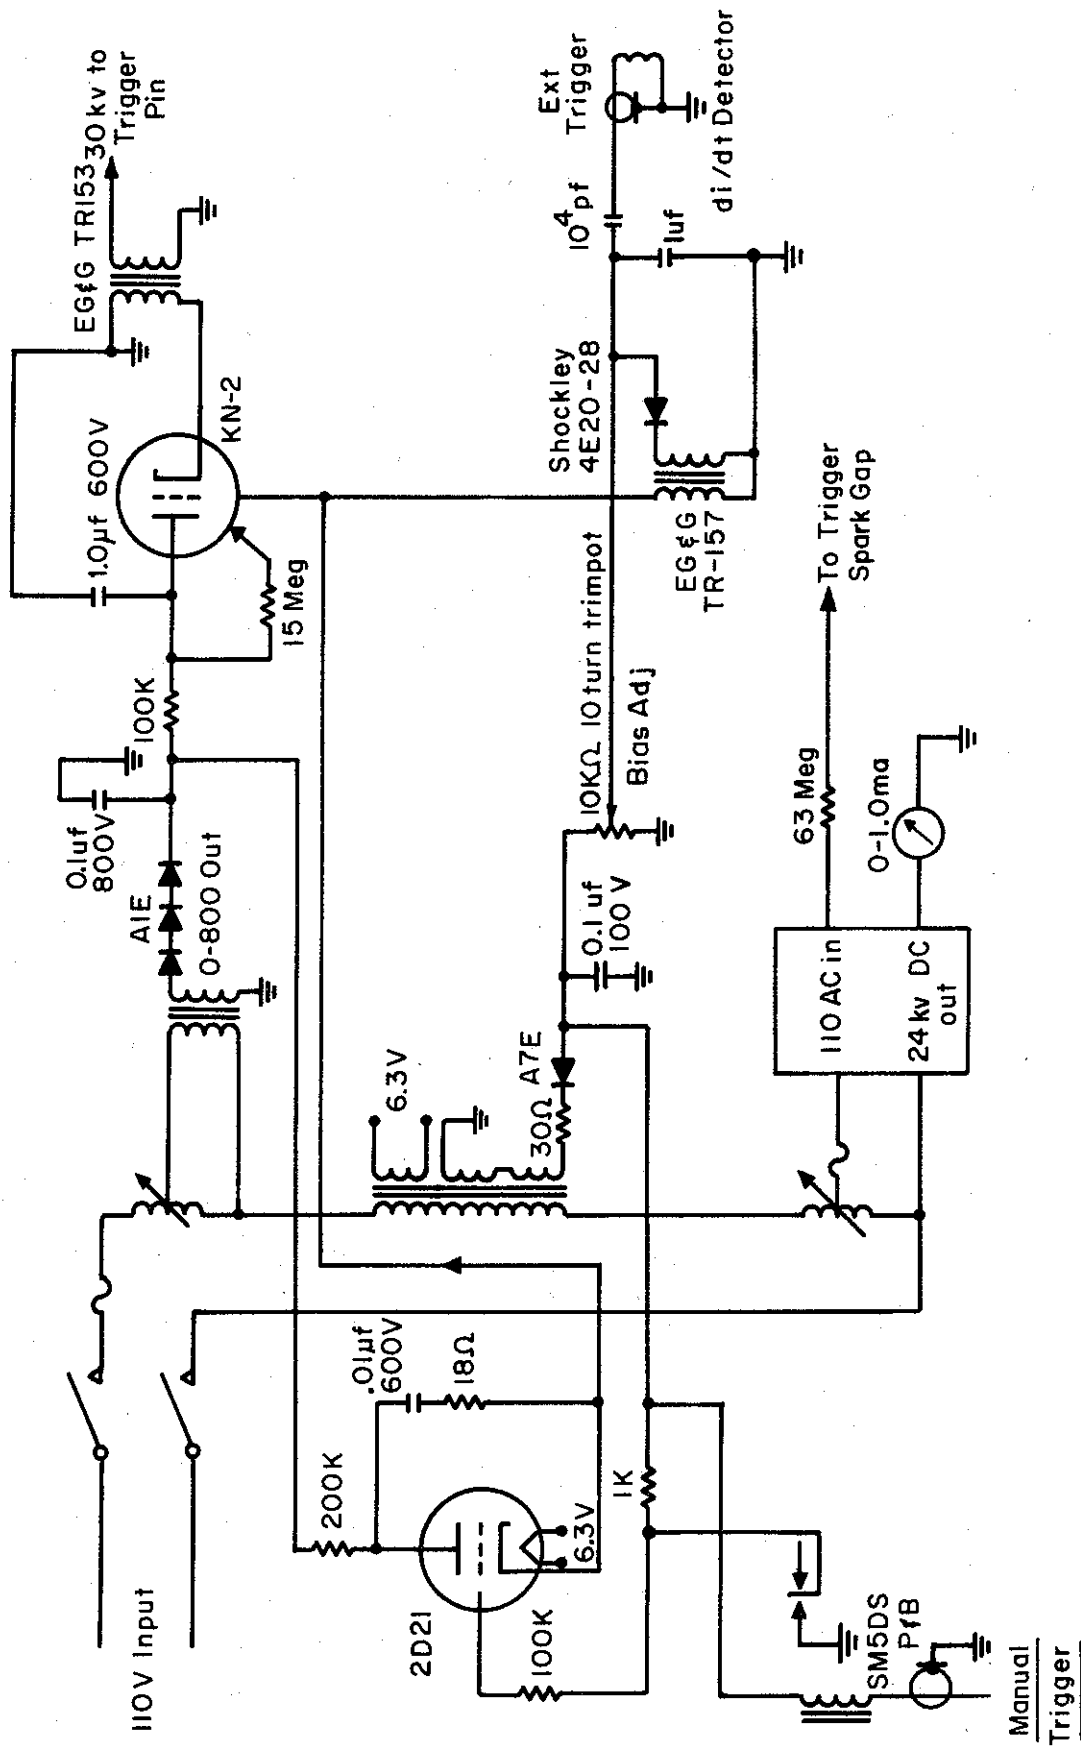 110V Input
0.1uf
800V
A1E
0-800 Out
100K
1.0µf 600V
15 Meg
KN-2
EG&G TR153
30 kv to
Trigger
Pin
200K
.01µf
600V
18Ω
2D21
6.3V
100K
6.3V
30Ω
A7E
0.1 uf
100 V
10KΩ 10 turn trimpot
Bias Adj
Shockley
4E20-28
EG&G
TR-157
10⁴pf
1uf
Ext
Trigger
di/dt Detector
1K
SM5DS
PfB
Manual
Trigger
110 AC in
24 kv DC
out
63 Meg
0-1.0ma
To Trigger
Spark Gap